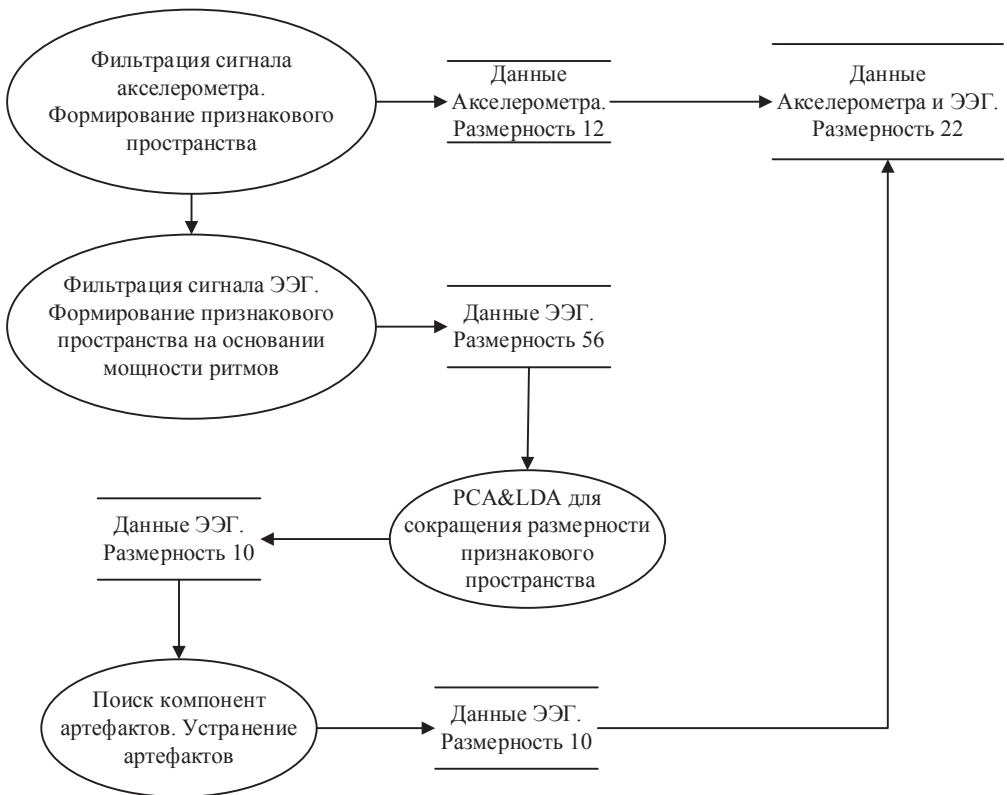 Фильтрация сигнала
акселерометра.
Формирование признакового
пространства
Данные
Акселерометра.
Размерность 12
Данные
Акселерометра и ЭЭГ.
Размерность 22
Фильтрация сигнала ЭЭГ.
Формирование признакового
пространства на основании
мощности ритмов
Данные ЭЭГ.
Размерность 56
PCA&LDA для
сокращения размерности
признакового
пространства
Данные ЭЭГ.
Размерность 10
Поиск компонент
артефактов. Устранение
артефактов
Данные ЭЭГ.
Размерность 10